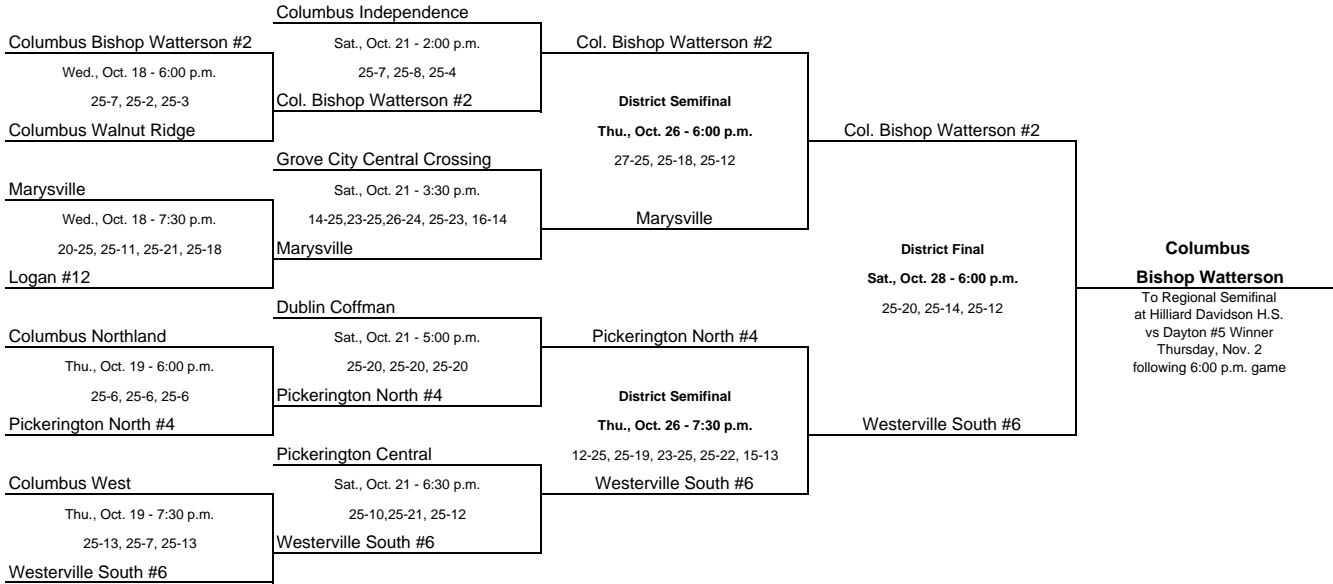 Columbus Independence
Columbus Bishop Watterson #2
Sat., Oct. 21 - 2:00 p.m.
Col. Bishop Watterson #2
Wed., Oct. 18 - 6:00 p.m.
25-7, 25-8, 25-4
25-7, 25-2, 25-3
Col. Bishop Watterson #2
District Semifinal
Columbus Walnut Ridge
Thu., Oct. 26 - 6:00 p.m.
Col. Bishop Watterson #2
Grove City Central Crossing
27-25, 25-18, 25-12
Marysville
Sat., Oct. 21 - 3:30 p.m.
Wed., Oct. 18 - 7:30 p.m.
14-25,23-25,26-24, 25-23, 16-14
Marysville
20-25, 25-11, 25-21, 25-18
Marysville
District Final
Columbus
Logan #12
Sat., Oct. 28 - 6:00 p.m.
Bishop Watterson
Dublin Coffman
25-20, 25-14, 25-12
To Regional Semifinal
at Hilliard Davidson H.S.
vs Dayton #5 Winner
Thursday, Nov. 2
following 6:00 p.m. game
Columbus Northland
Sat., Oct. 21 - 5:00 p.m.
Pickerington North #4
Thu., Oct. 19 - 6:00 p.m.
25-20, 25-20, 25-20
25-6, 25-6, 25-6
Pickerington North #4
District Semifinal
Pickerington North #4
Thu., Oct. 26 - 7:30 p.m.
Westerville South #6
Pickerington Central
12-25, 25-19, 23-25, 25-22, 15-13
Columbus West
Sat., Oct. 21 - 6:30 p.m.
Westerville South #6
Thu., Oct. 19 - 7:30 p.m.
25-10,25-21, 25-12
25-13, 25-7, 25-13
Westerville South #6
Westerville South #6